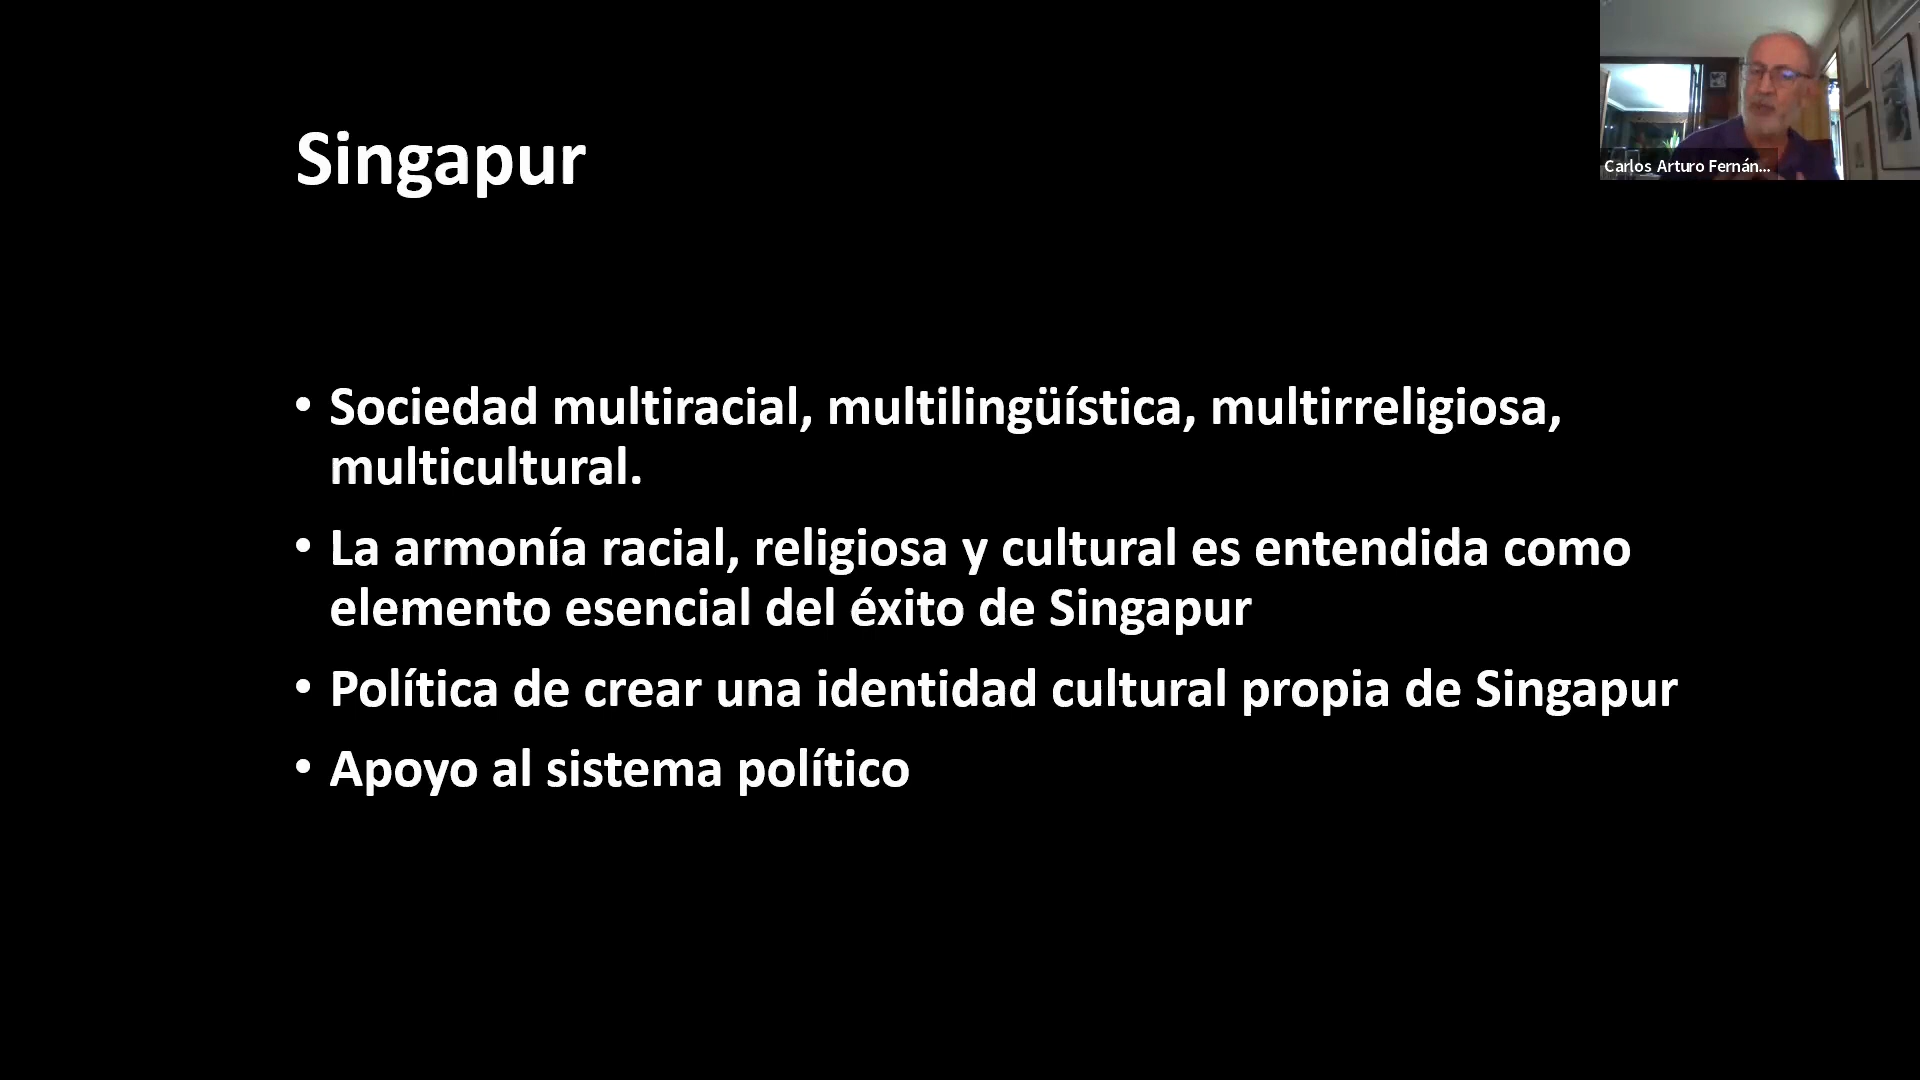 Carlos Arturo Fernán...
Singapur
• Sociedad multiracial, multilingüística, multirreligiosa,
multicultural.
• La armonía racial, religiosa y cultural es entendida como
elemento esencial del éxito de Singapur
• Política de crear una identidad cultural propia de Singapur
• Apoyo al sistema político